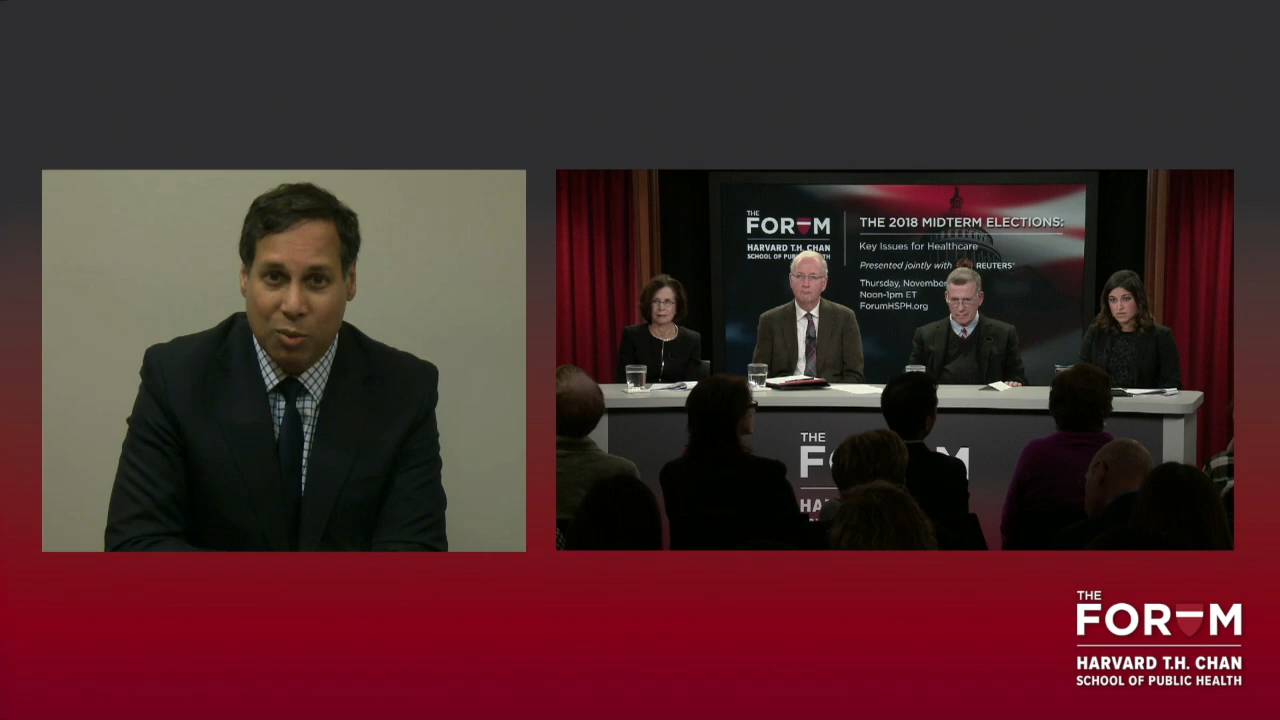 THE
FORUM
HARVARD T.H. CHAN
SCHOOL OF PUBLIC HEALTH
THE 2018 MIDTERM ELECTIONS:
Key Issues for Healthcare
Presented jointly with REUTERS
Thursday, November
Noon-1pm ET
ForumHSPH.org
THE
F M
HA
THE
FORUM
HARVARD T.H. CHAN
SCHOOL OF PUBLIC HEALTH